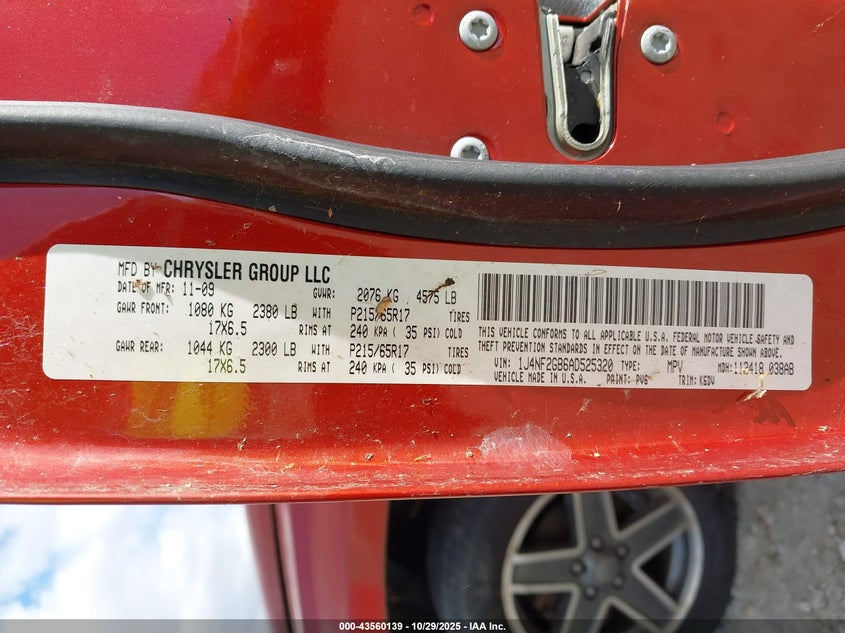 MFD BY CHRYSLER GROUP LLC
DATE OF MFR: 11-09 GVWR: 2076 KG 4575 LB
GAWR FRONT: 1080 KG 2380 LB WITH P215/65R17 TIRES
17X6.5 RIMS AT 240 KPA ( 35 PSI) COLD
GAWR REAR: 1044 KG 2300 LB WITH P215/65R17 TIRES
17X6.5 RIMS AT 240 KPA ( 35 PSI) COLD
THIS VEHICLE CONFORMS TO ALL APPLICABLE U.S.A. FEDERAL MOTOR VEHICLE SAFETY AND
THEFT PREVENTION STANDARDS IN EFFECT ON THE DATE OF MANUFACTURE SHOWN ABOVE.
VIN: 1J4NF2GB6AD525320 TYPE: MPV MDH: 112418 038AB
VEHICLE MADE IN U.S.A. PAINT: PV6 TRIM: K6DV
000-43560139 - 10/29/2025 - IAA Inc.